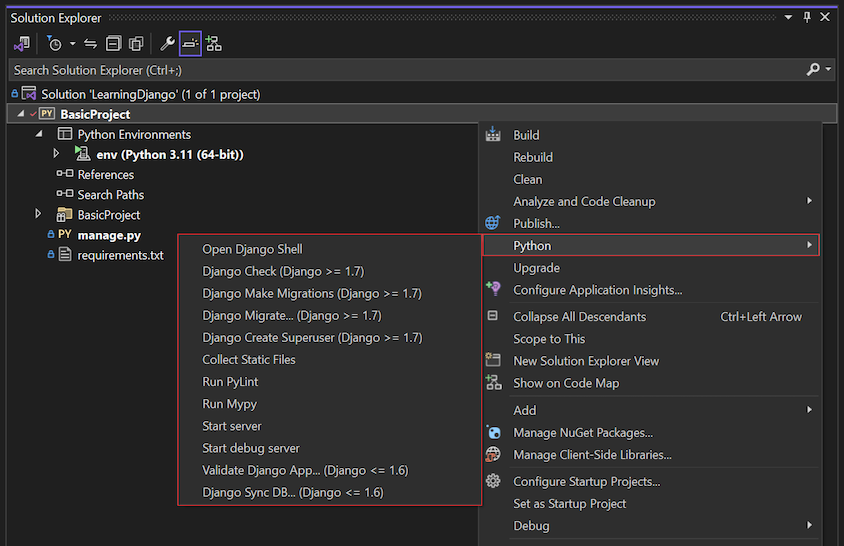 Solution Explorer
Search Solution Explorer (Ctrl+;)
Solution 'LearningDjango' (1 of 1 project)
PY BasicProject
Python Environments
env (Python 3.11 (64-bit))
References
Search Paths
BasicProject
PY manage.py
requirements.txt
Build
Rebuild
Clean
Analyze and Code Cleanup
Publish...
Python
Upgrade
Configure Application Insights...
Collapse All Descendants Ctrl+Left Arrow
Scope to This
New Solution Explorer View
Show on Code Map
Add
Manage NuGet Packages...
Manage Client-Side Libraries...
Configure Startup Projects...
Set as Startup Project
Debug
Open Django Shell
Django Check (Django >= 1.7)
Django Make Migrations (Django >= 1.7)
Django Migrate... (Django >= 1.7)
Django Create Superuser (Django >= 1.7)
Collect Static Files
Run PyLint
Run Mypy
Start server
Start debug server
Validate Django App... (Django <= 1.6)
Django Sync DB... (Django <= 1.6)